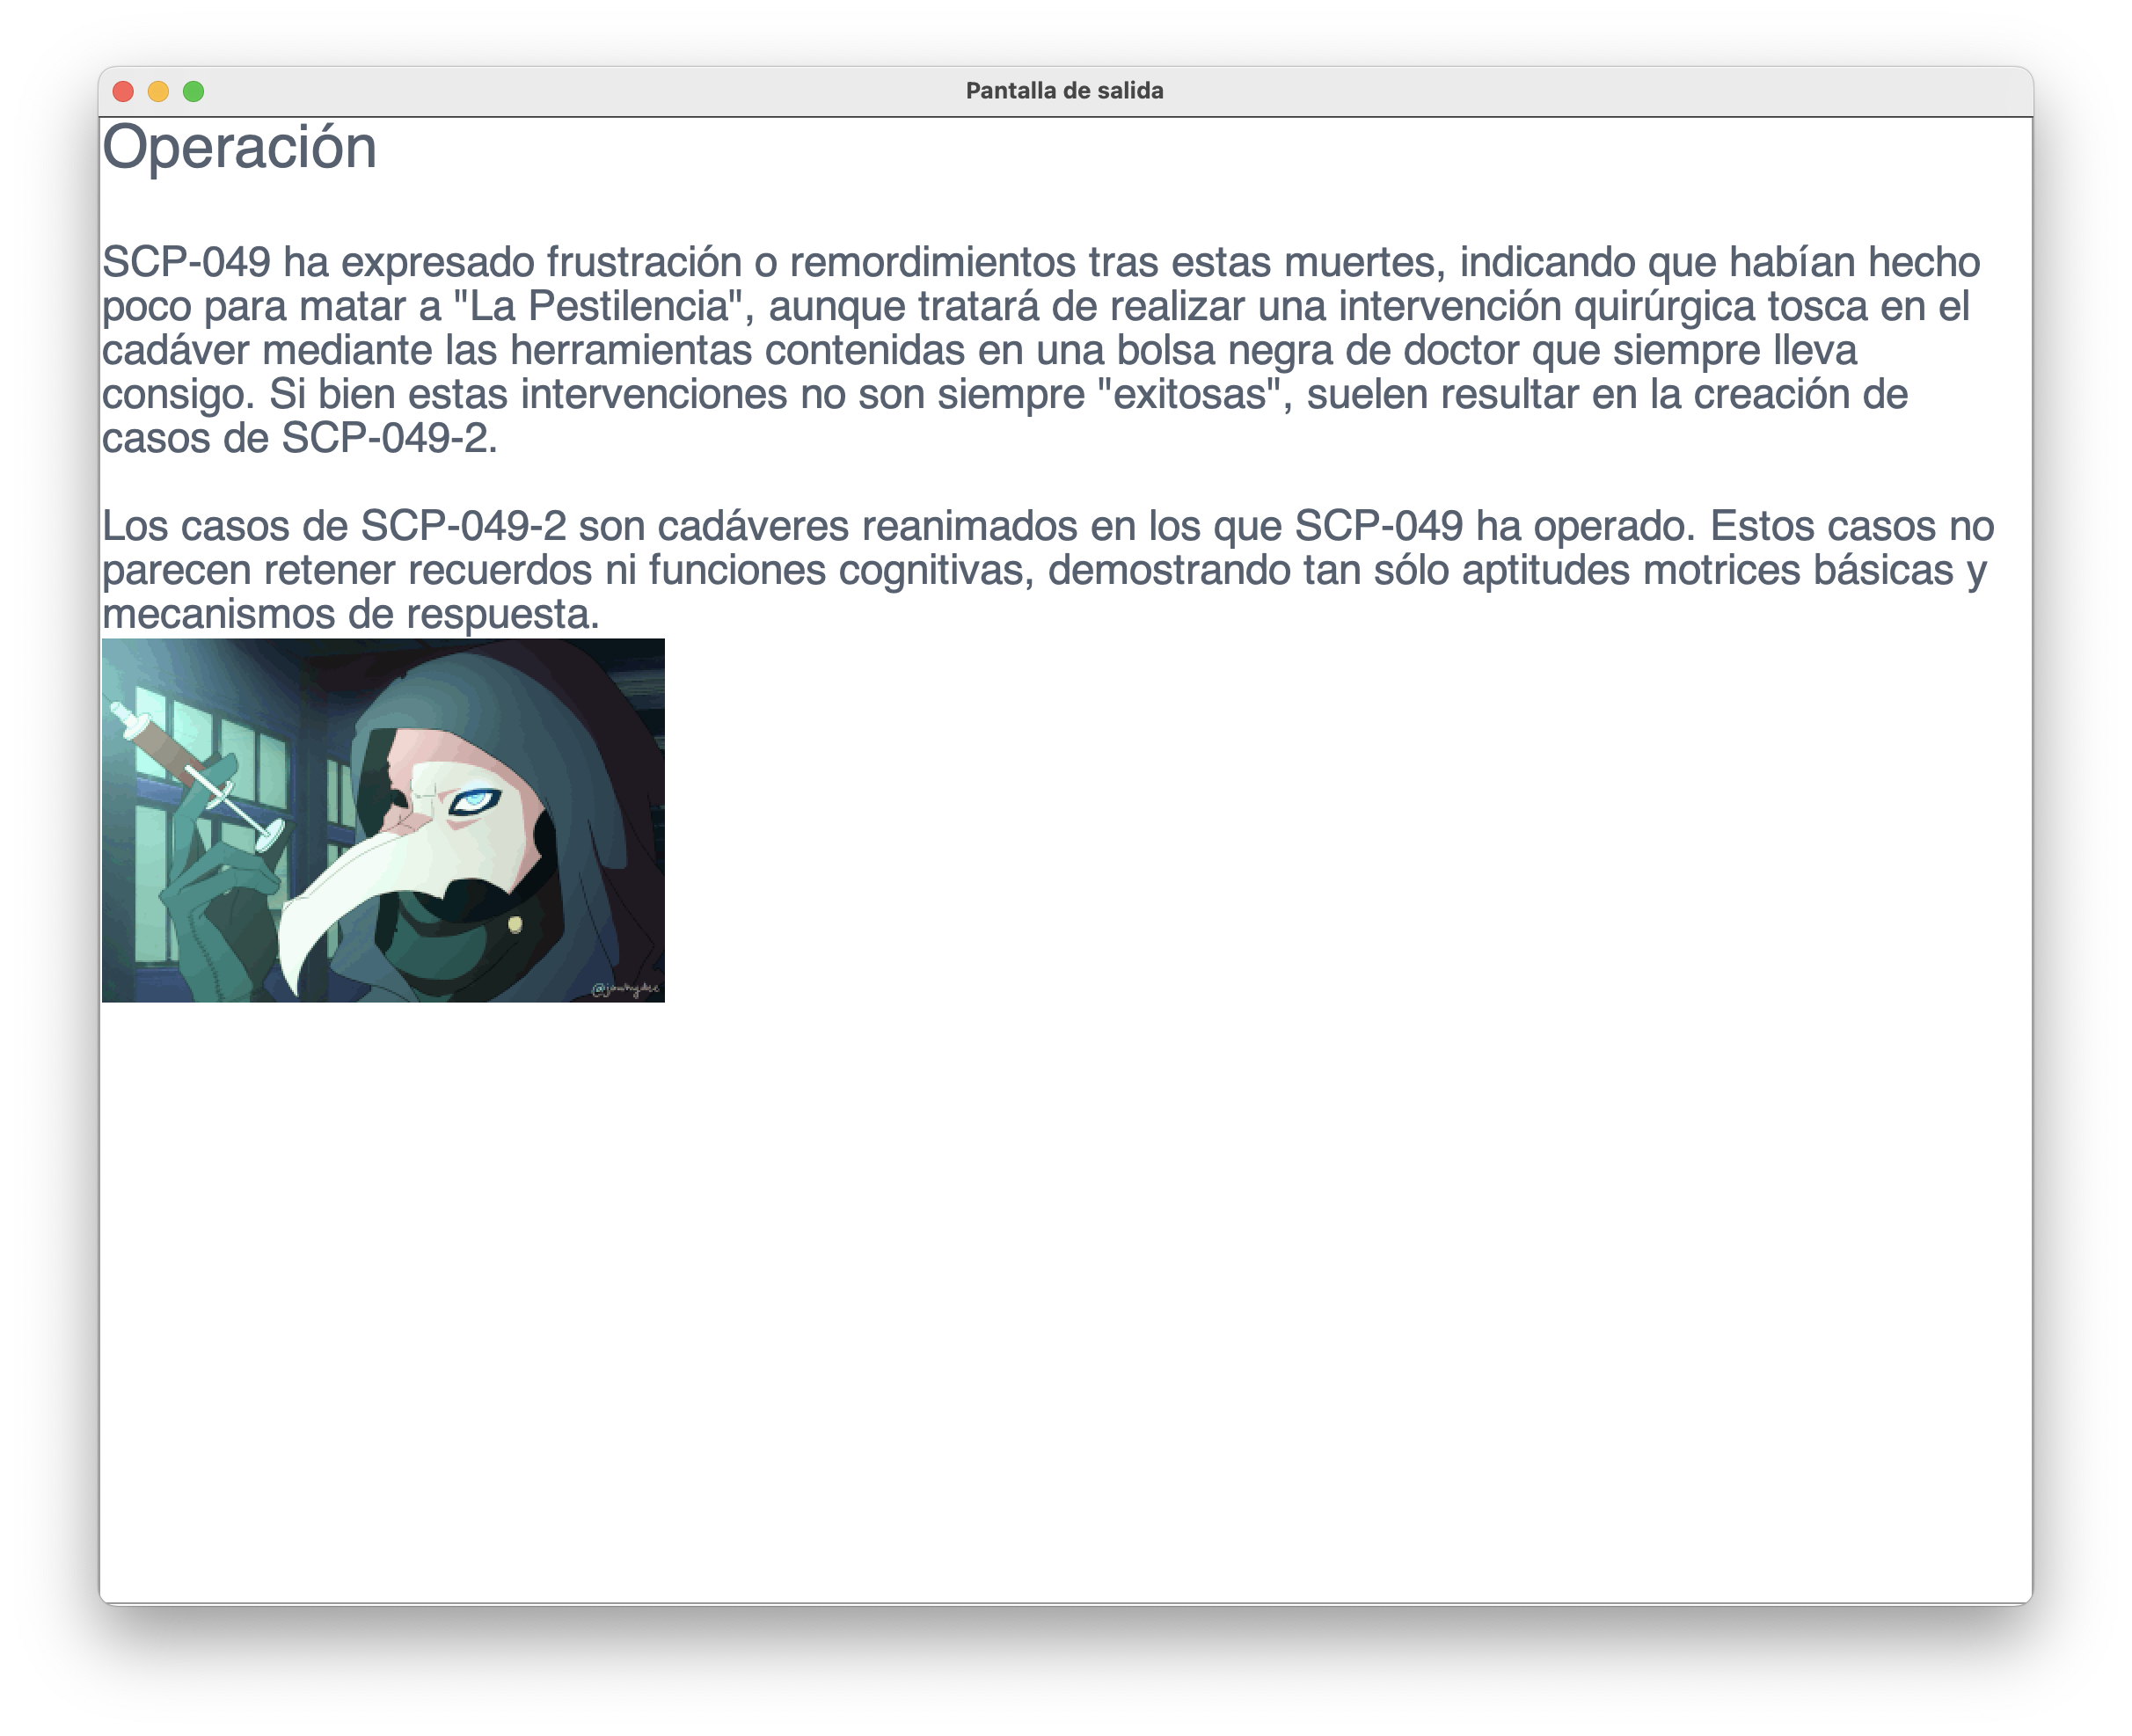 Pantalla de salida
Operación
SCP-049 ha expresado frustración o remordimientos tras estas muertes, indicando que habían hecho
poco para matar a "La Pestilencia", aunque tratará de realizar una intervención quirúrgica tosca en el
cadáver mediante las herramientas contenidas en una bolsa negra de doctor que siempre lleva
consigo. Si bien estas intervenciones no son siempre "exitosas", suelen resultar en la creación de
casos de SCP-049-2.
Los casos de SCP-049-2 son cadáveres reanimados en los que SCP-049 ha operado. Estos casos no
parecen retener recuerdos ni funciones cognitivas, demostrando tan sólo aptitudes motrices básicas y
mecanismos de respuesta.